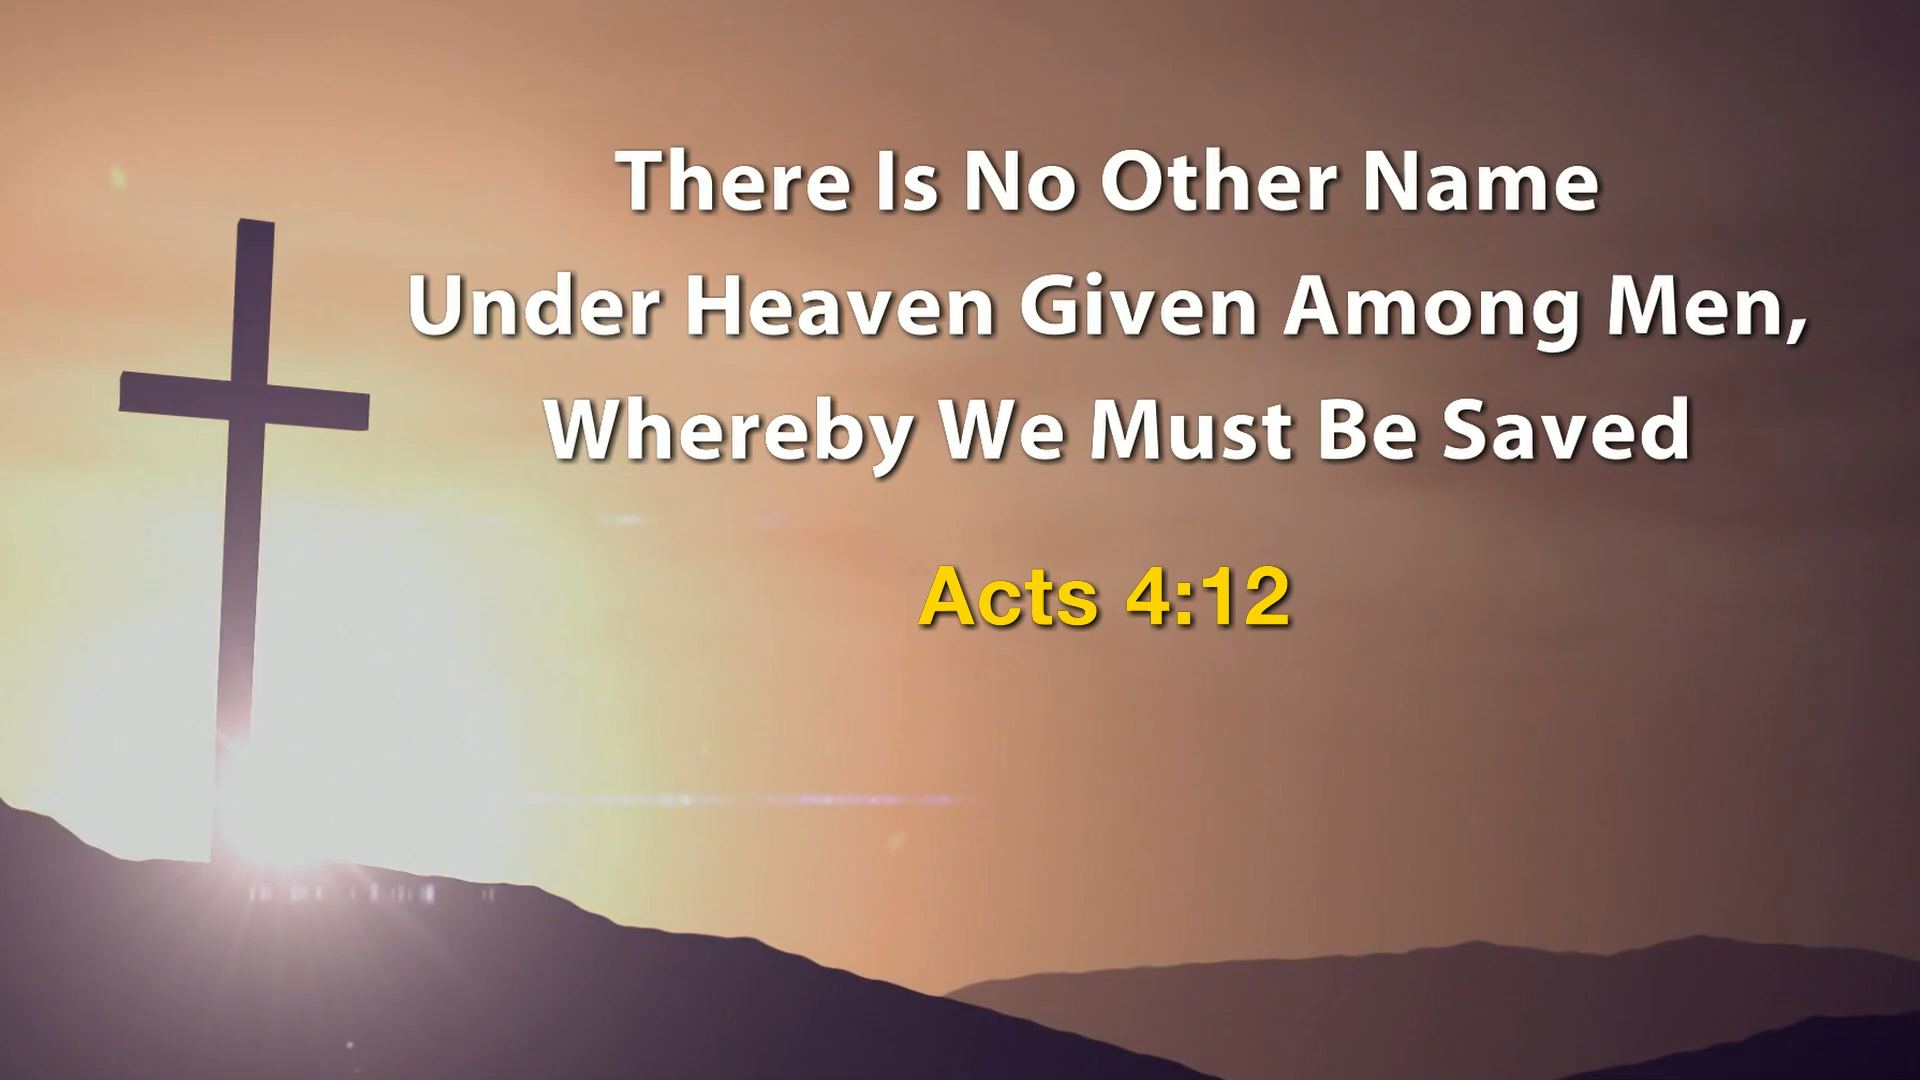 There Is No Other Name
Under Heaven Given Among Men,
Whereby We Must Be Saved
Acts 4:12